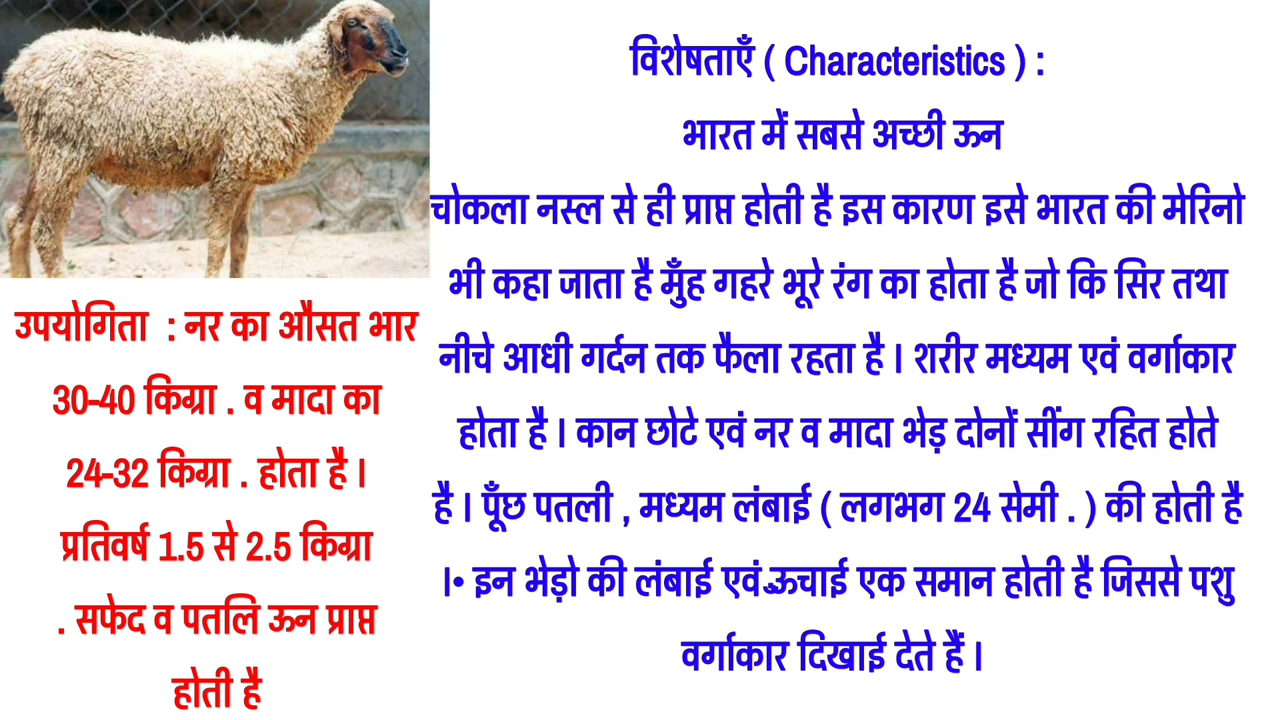 विशेषताएँ ( Characteristics ) :
भारत में सबसे अच्छी ऊन
चोकला नस्ल से ही प्राप्त होती है इस कारण इसे भारत की मेरिनो
भी कहा जाता है मुँह गहरे भूरे रंग का होता है जो कि सिर तथा
नीचे आधी गर्दन तक फैला रहता है । शरीर मध्यम एवं वर्गाकार
होता है । कान छोटे एवं नर व मादा भेड़ दोनों सींग रहित होते
है । पूँछ पतली , मध्यम लंबाई ( लगभग 24 सेमी . ) की होती है
।• इन भेड़ो की लंबाई एवं ऊचाई एक समान होती है जिससे पशु
वर्गाकार दिखाई देते हैं ।
उपयोगिता : नर का औसत भार
30-40 किग्रा . व मादा का
24-32 किग्रा . होता है ।
प्रतिवर्ष 1.5 से 2.5 किग्रा
. सफेद व पतलि ऊन प्राप्त
होती है